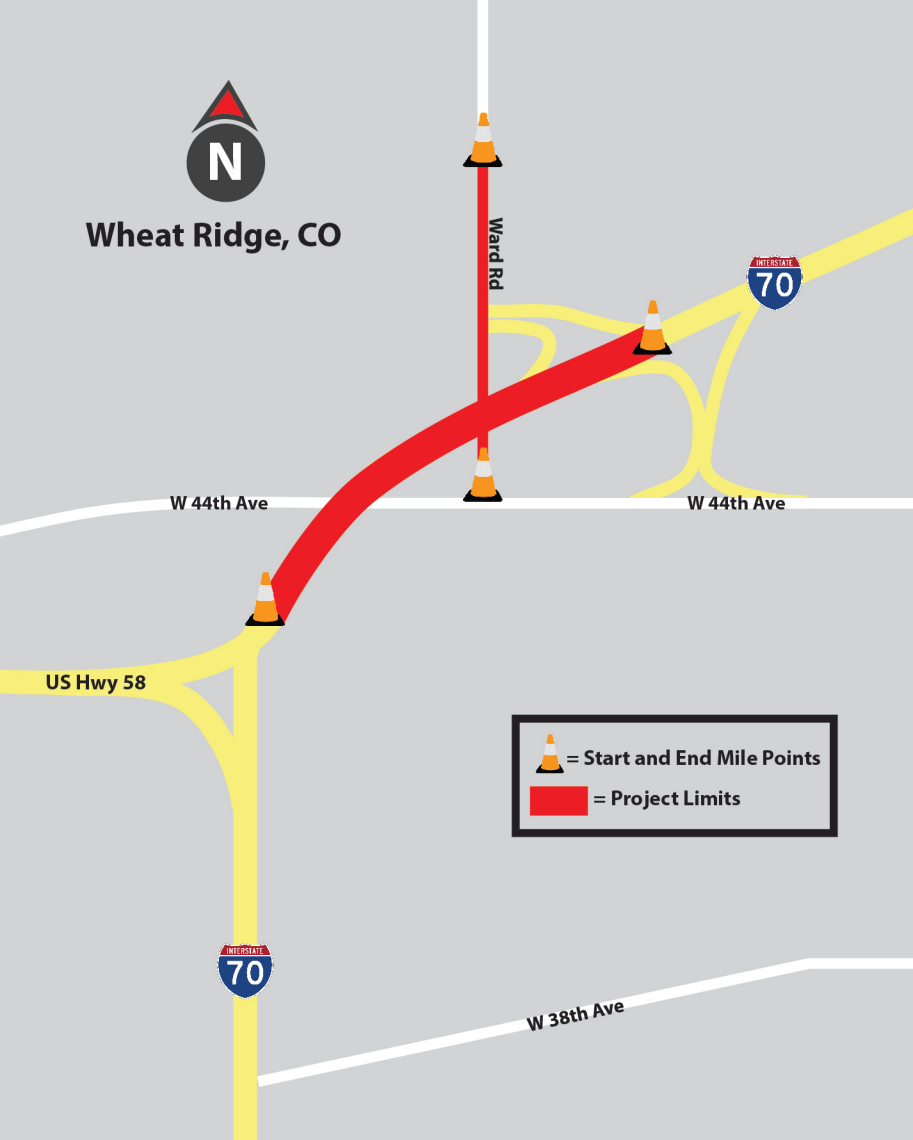 N
Wheat Ridge, CO
Ward Rd
INTERSTATE
70
W 44th Ave
W 44th Ave
US Hwy 58
= Start and End Mile Points
= Project Limits
INTERSTATE
70
W 38th Ave